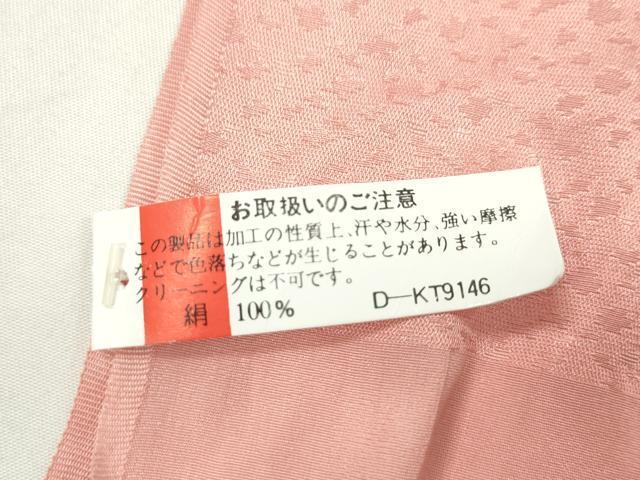 お取扱いのご注意
この製品は加工の性質上、汗や水分、強い摩擦
などで色落ちなどが生じることがあります。
クリーニングは不可です。
絹 100% D—KT9146